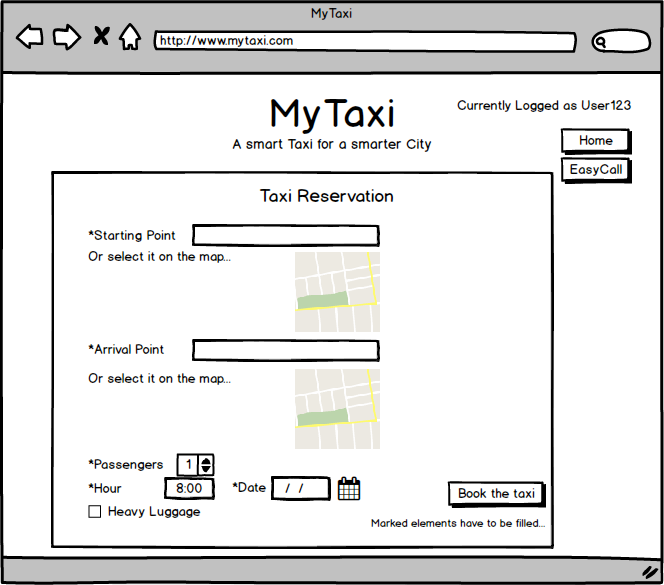 MyTaxi
http://www.mytaxi.com
MyTaxi
Currently Logged as User123
A smart Taxi for a smarter City
Home
EasyCall
Taxi Reservation
*Starting Point
Or select it on the map...
*Arrival Point
Or select it on the map...
*Passengers 1
*Hour 8:00 *Date / /
Book the taxi
Heavy Luggage
Marked elements have to be filled...